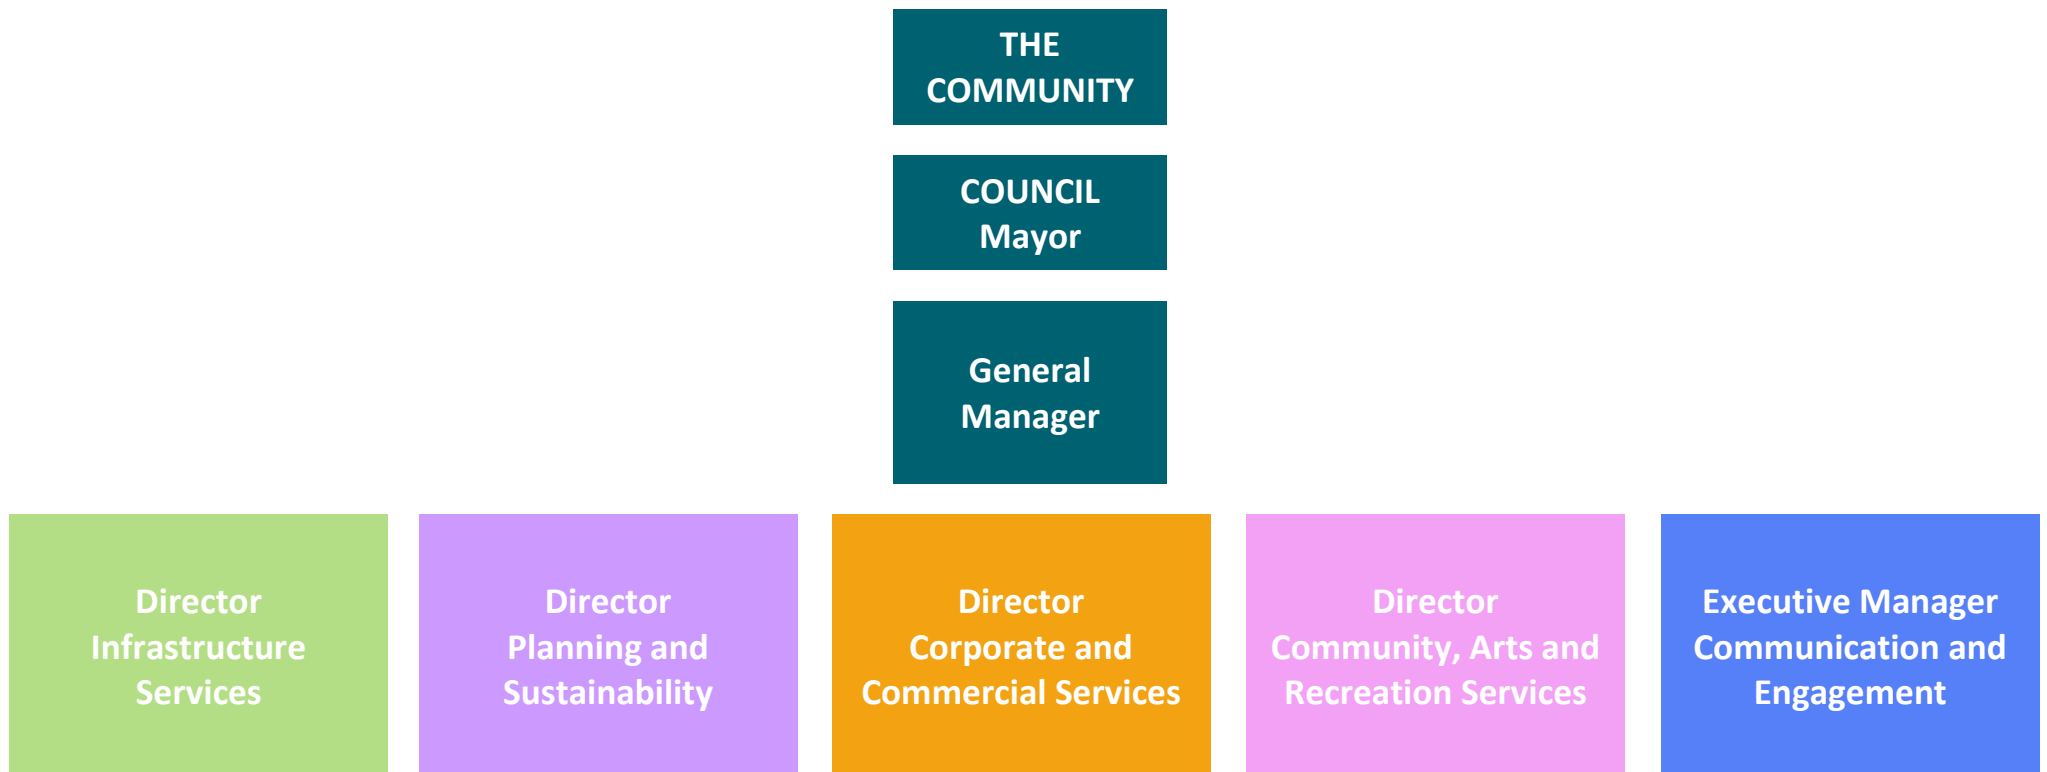 THE
COMMUNITY
COUNCIL
Mayor
General
Manager
Director
Infrastructure
Services
Director
Planning and
Sustainability
Director
Corporate and
Commercial Services
Director
Community, Arts and
Recreation Services
Executive Manager
Communication and
Engagement